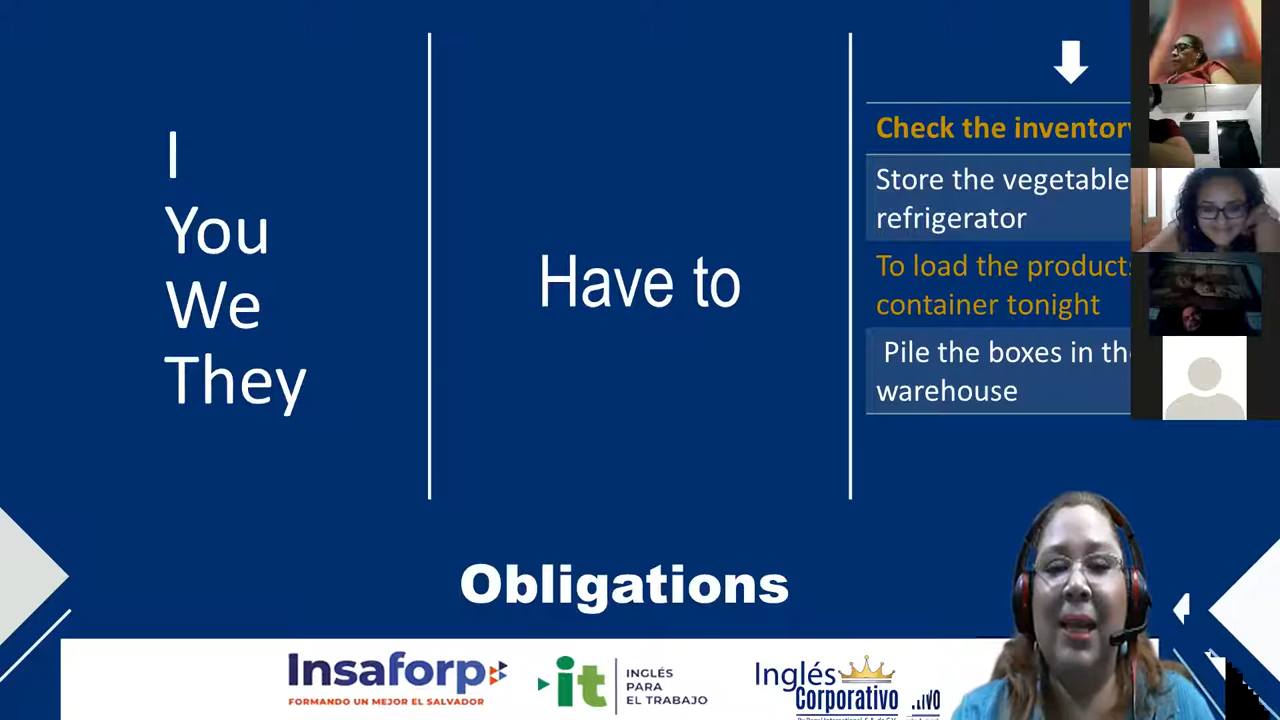 I
You
We
They
Have to
Check the inventory
Store the vegetable
refrigerator
To load the products
container tonight
Pile the boxes in the
warehouse
Obligations
Insaforp
FORMANDO UN MEJOR EL SALVADOR
it
INGLÉS
PARA
EL TRABAJO
Inglés
Corporativo